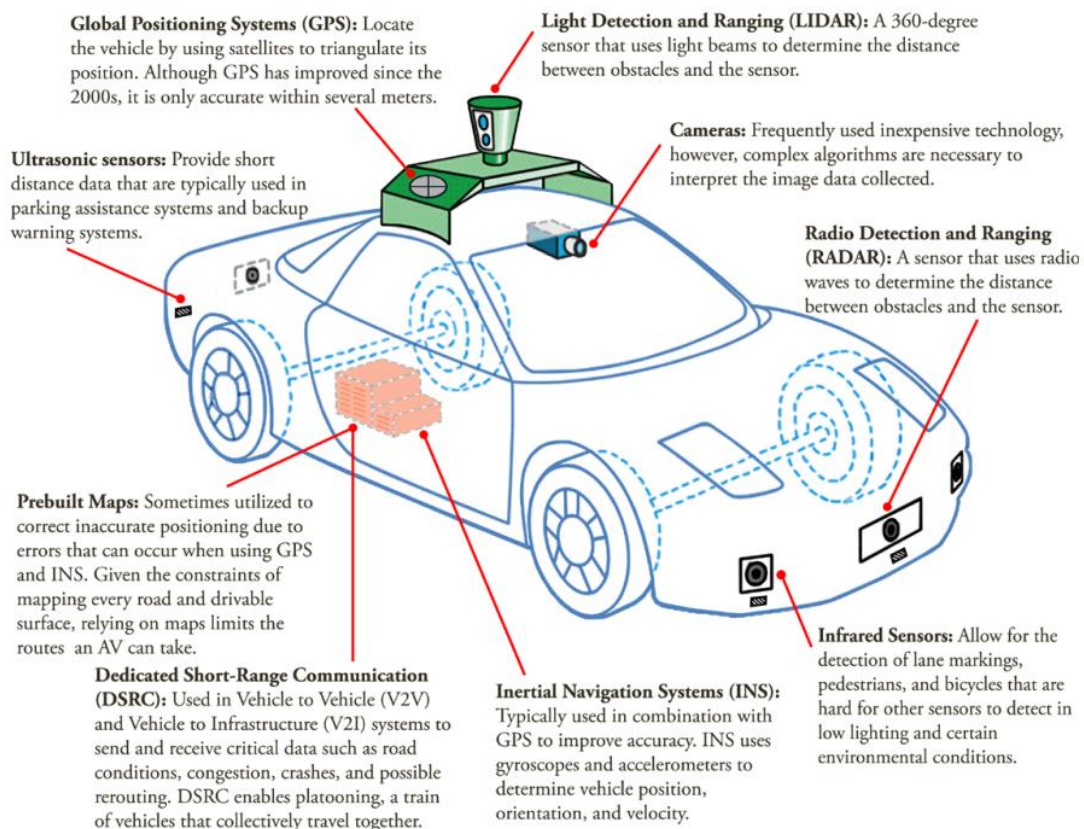 Global Positioning Systems (GPS): Locate
the vehicle by using satellites to triangulate its
position. Although GPS has improved since the
2000s, it is only accurate within several meters.
Light Detection and Ranging (LIDAR): A 360-degree
sensor that uses light beams to determine the distance
between obstacles and the sensor.
Ultrasonic sensors: Provide short
distance data that are typically used in
parking assistance systems and backup
warning systems.
Cameras: Frequently used inexpensive technology,
however, complex algorithms are necessary to
interpret the image data collected.
Radio Detection and Ranging
(RADAR): A sensor that uses radio
waves to determine the distance
between obstacles and the sensor.
Prebuilt Maps: Sometimes utilized to
correct inaccurate positioning due to
errors that can occur when using GPS
and INS. Given the constraints of
mapping every road and drivable
surface, relying on maps limits the
routes an AV can take.
Dedicated Short-Range Communication
(DSRC): Used in Vehicle to Vehicle (V2V)
and Vehicle to Infrastructure (V2I) systems to
send and receive critical data such as road
conditions, congestion, crashes, and possible
rerouting. DSRC enables platooning, a train
of vehicles that collectively travel together.
Inertial Navigation Systems (INS):
Typically used in combination with
GPS to improve accuracy. INS uses
gyroscopes and accelerometers to
determine vehicle position,
orientation, and velocity.
Infrared Sensors: Allow for the
detection of lane markings,
pedestrians, and bicycles that are
hard for other sensors to detect in
low lighting and certain
environmental conditions.